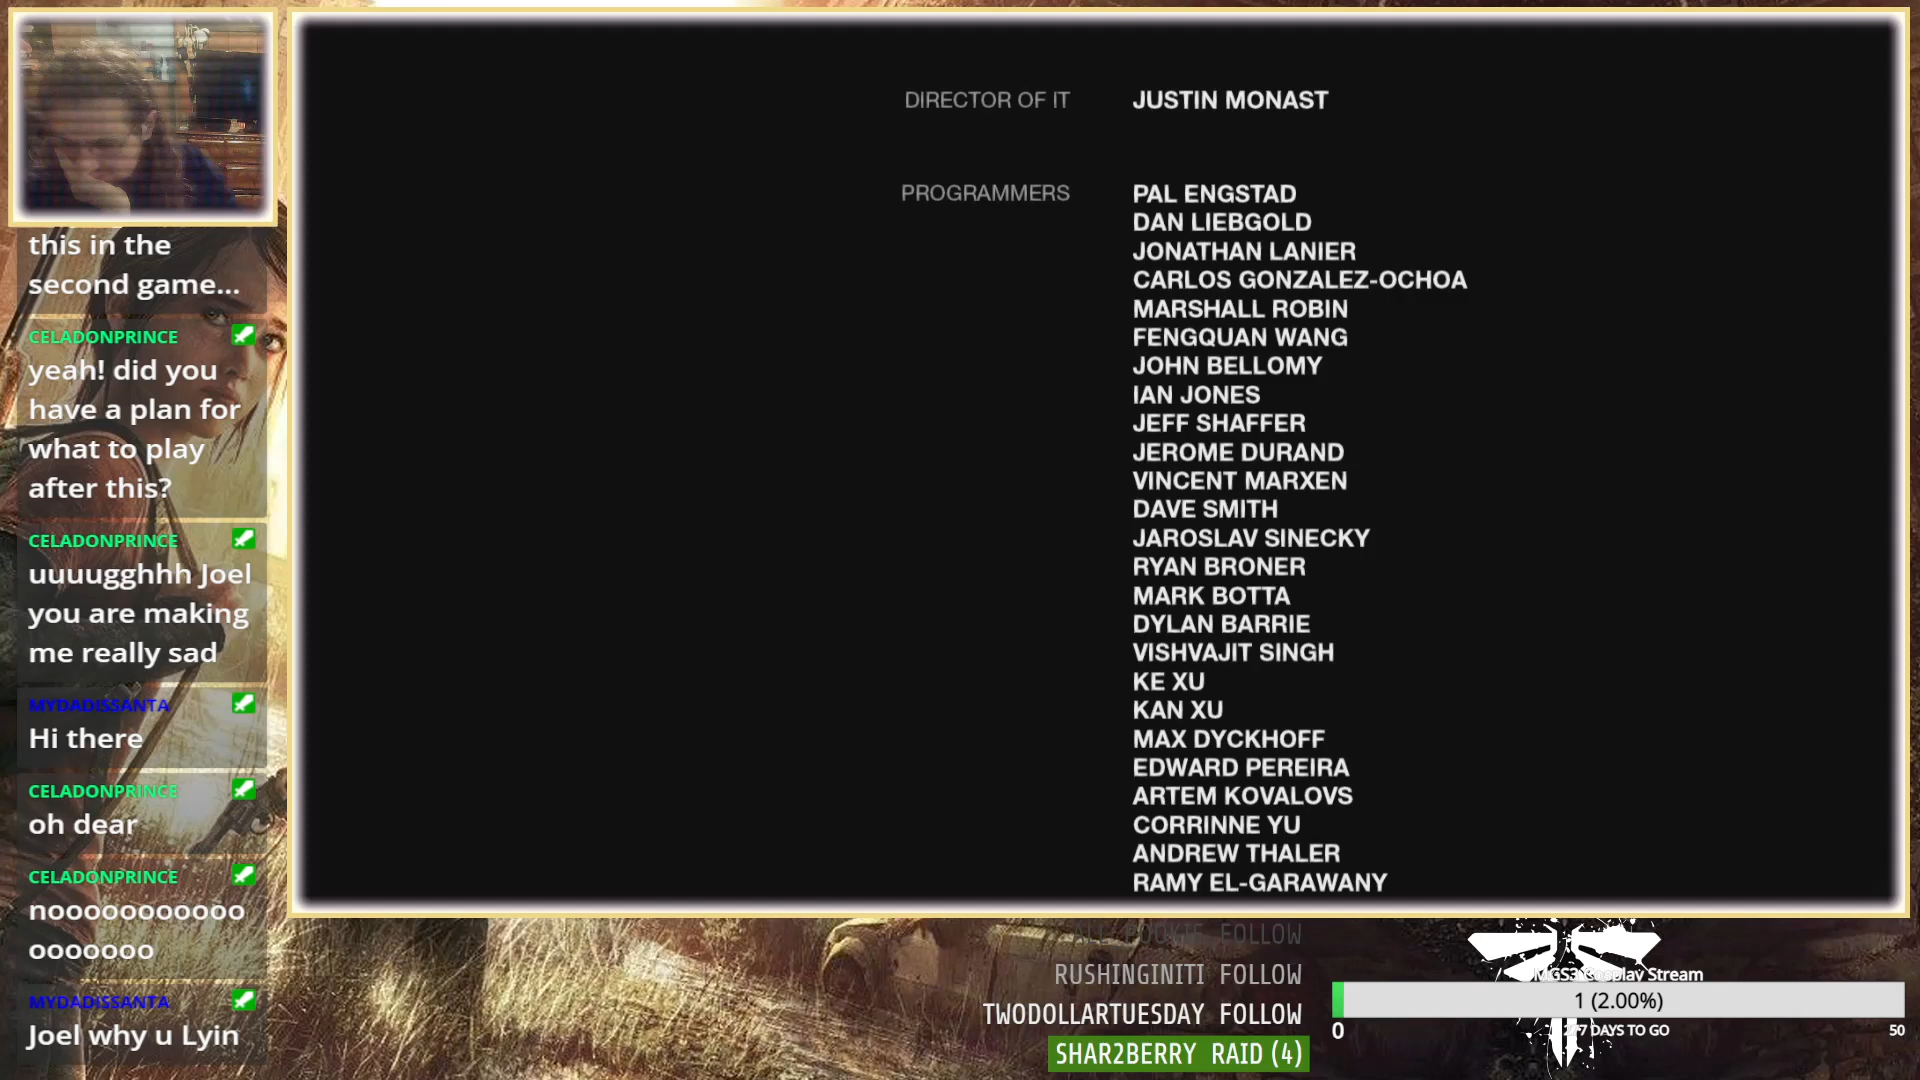 this in the
second game...
CELADONPRINCE
yeah! did you
have a plan for
what to play
after this?
CELADONPRINCE
uuuugghhh Joel
you are making
me really sad
MYDADISSANTA
Hi there
CELADONPRINCE
oh dear
CELADONPRINCE
nooooooooooo
ooooooo
MYDADISSANTA
Joel why u Lyin
DIRECTOR OF IT JUSTIN MONAST
PROGRAMMERS PAL ENGSTAD
DAN LIEBGOLD
JONATHAN LANIER
CARLOS GONZALEZ-OCHOA
MARSHALL ROBIN
FENGQUAN WANG
JOHN BELLOMY
IAN JONES
JEFF SHAFFER
JEROME DURAND
VINCENT MARXEN
DAVE SMITH
JAROSLAV SINECKY
RYAN BRONER
MARK BOTTA
DYLAN BARRIE
VISHVAJIT SINGH
KE XU
KAN XU
MAX DYCKHOFF
EDWARD PEREIRA
ARTEM KOVALOVS
CORRINNE YU
ANDREW THALER
RAMY EL-GARAWANY
FOLLOW
RUSHINGINITI FOLLOW
TWODOLLARTUESDAY FOLLOW
SHAR2BERRY RAID (4)
MGS3 Cosplay Stream
1 (2.00%)
0 DAYS TO GO 50